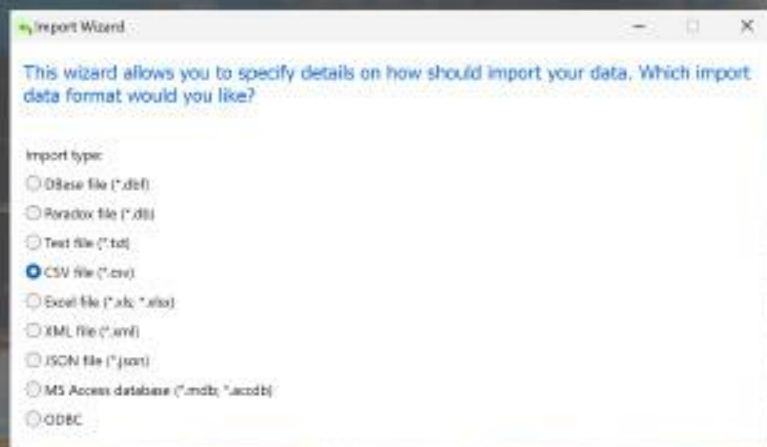 Import Wizard
This wizard allows you to specify details on how should import your data. Which import
data format would you like?
Import type:
DBase file (*.dbf)
Paradox file (*.db)
Text file (*.txt)
CSV file (*.csv)
Excel file (*.xls; *.xlsx)
XML file (*.xml)
JSON file (*.json)
MS Access database (*.mdb; *.accdb)
ODBC